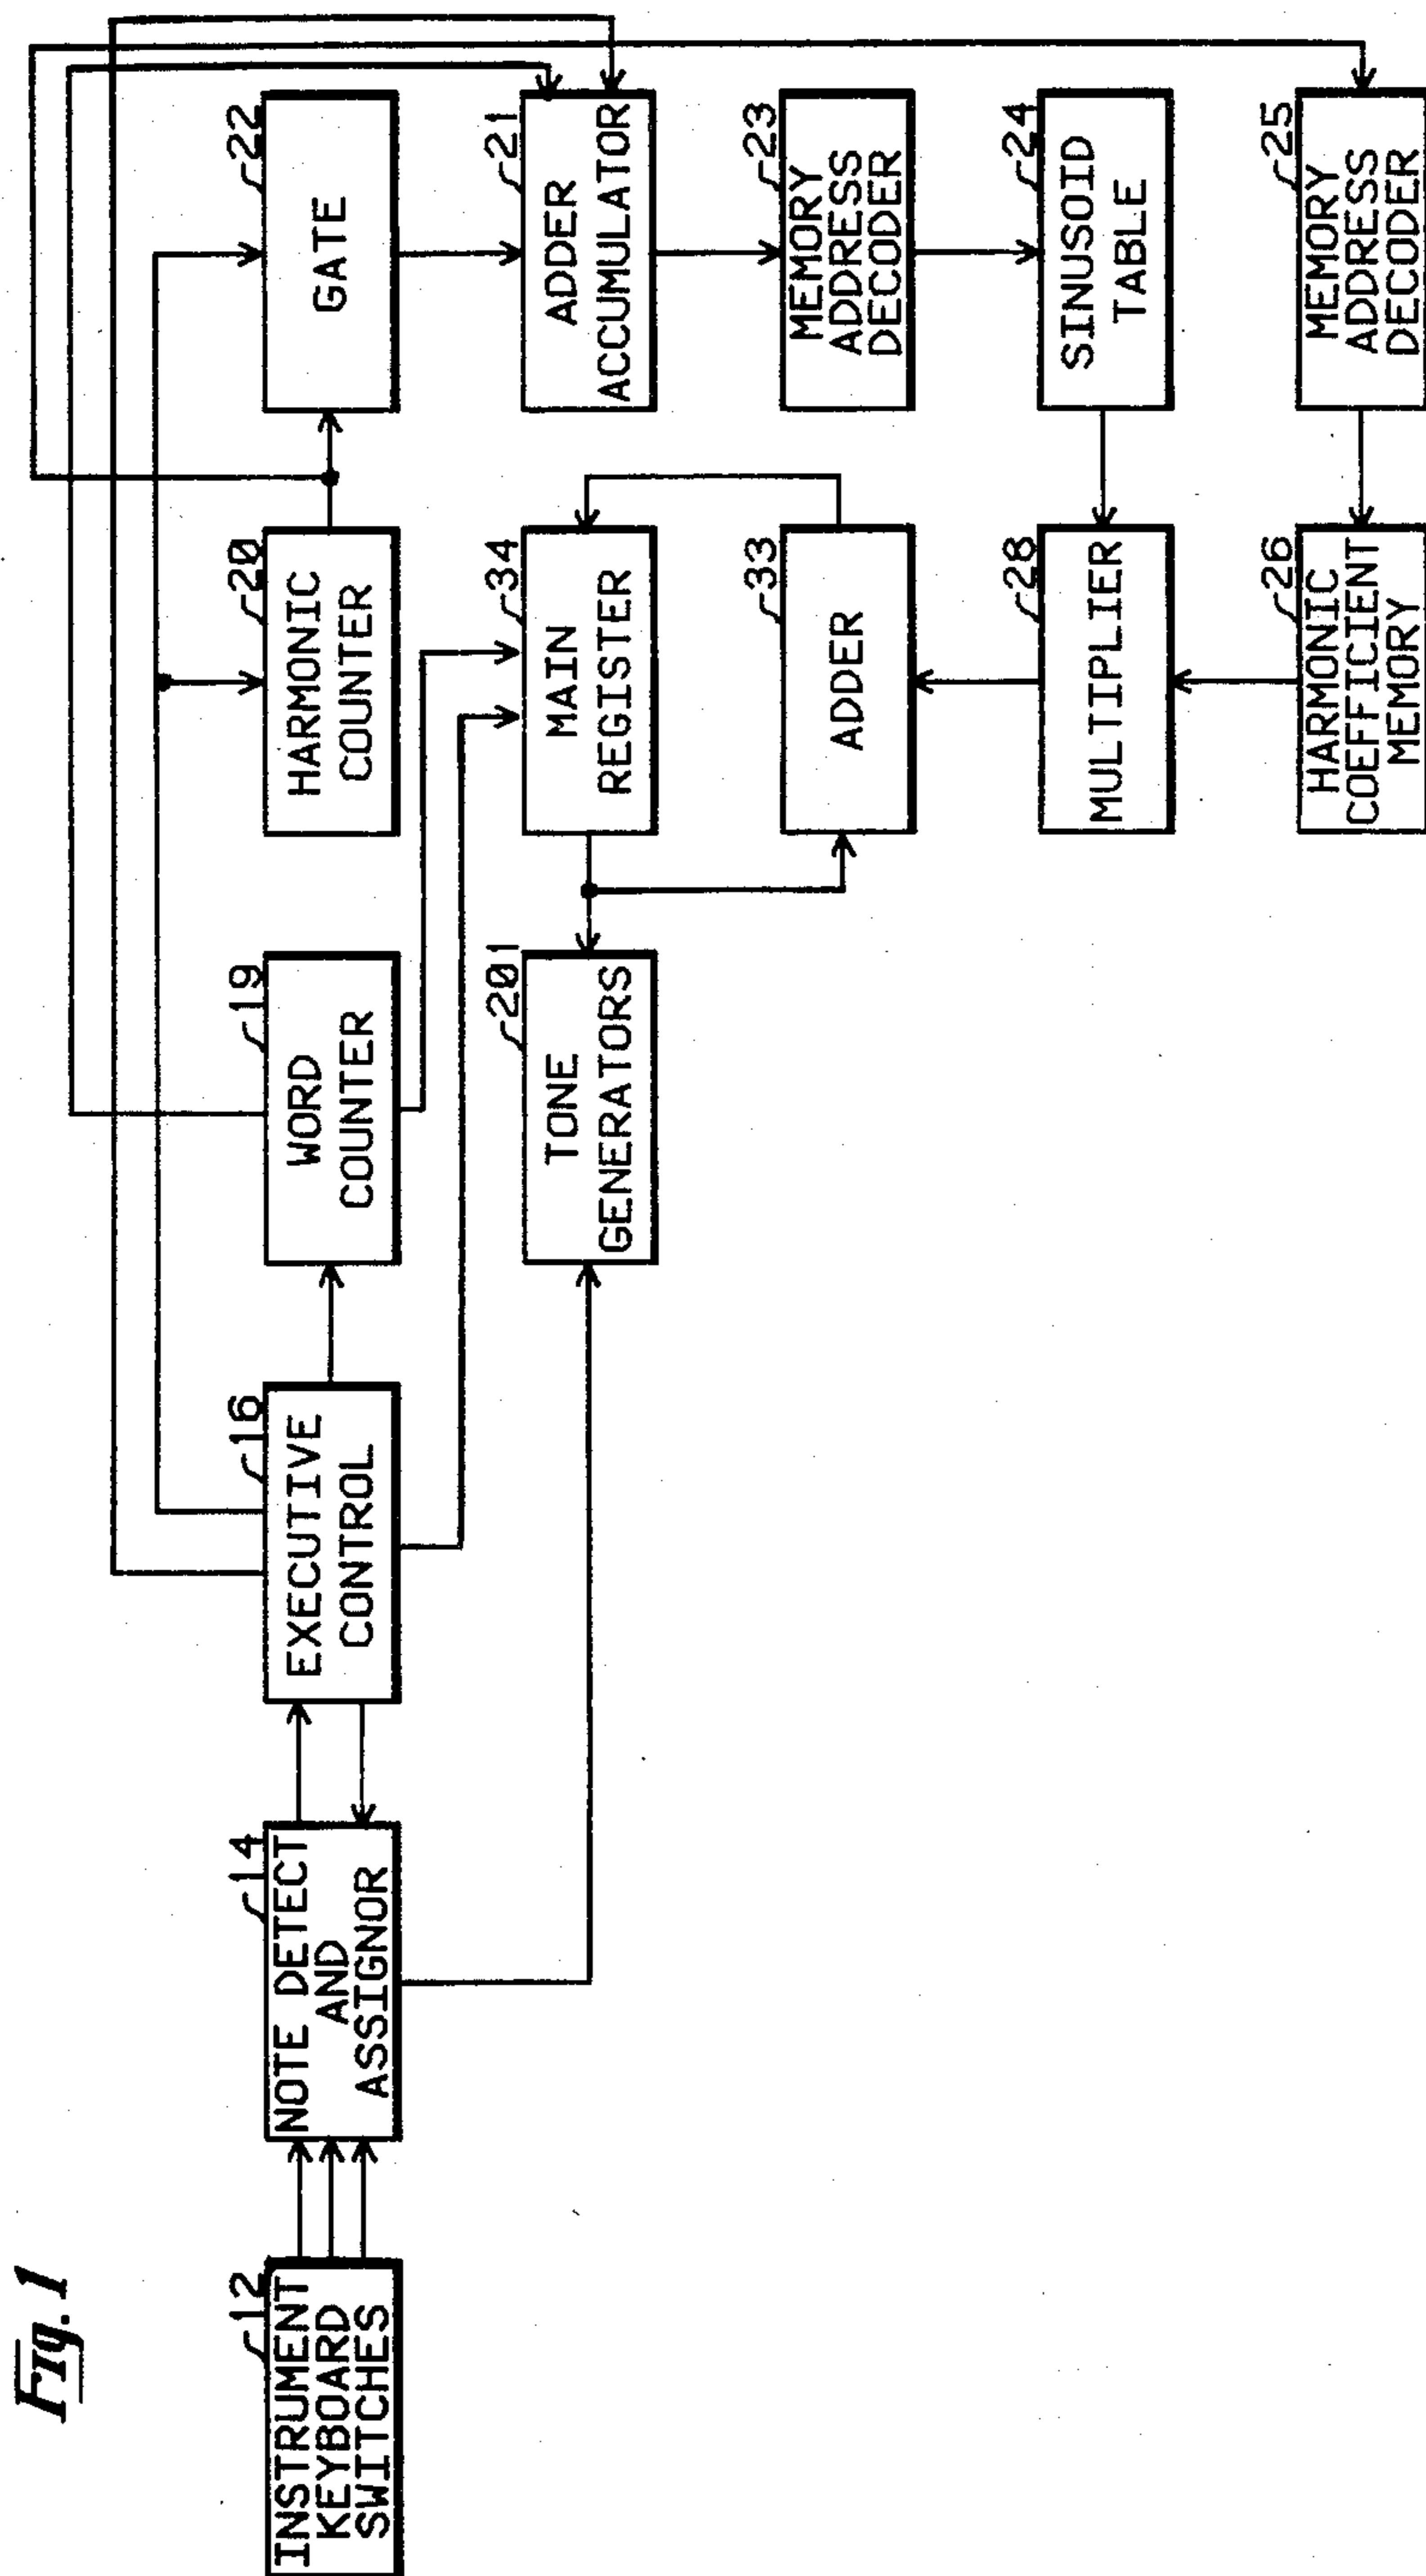 Fig. 1
12
INSTRUMENT
KEYBOARD
SWITCHES
14
NOTE DETECT
AND
ASSIGNOR
16
EXECUTIVE
CONTROL
19
WORD
COUNTER
20
HARMONIC
COUNTER
22
GATE
201
TONE
GENERATORS
34
MAIN
REGISTER
21
ADDER
ACCUMULATOR
33
ADDER
23
MEMORY
ADDRESS
DECODER
28
MULTIPLIER
24
SINUSOID
TABLE
26
HARMONIC
COEFFICIENT
MEMORY
25
MEMORY
ADDRESS
DECODER